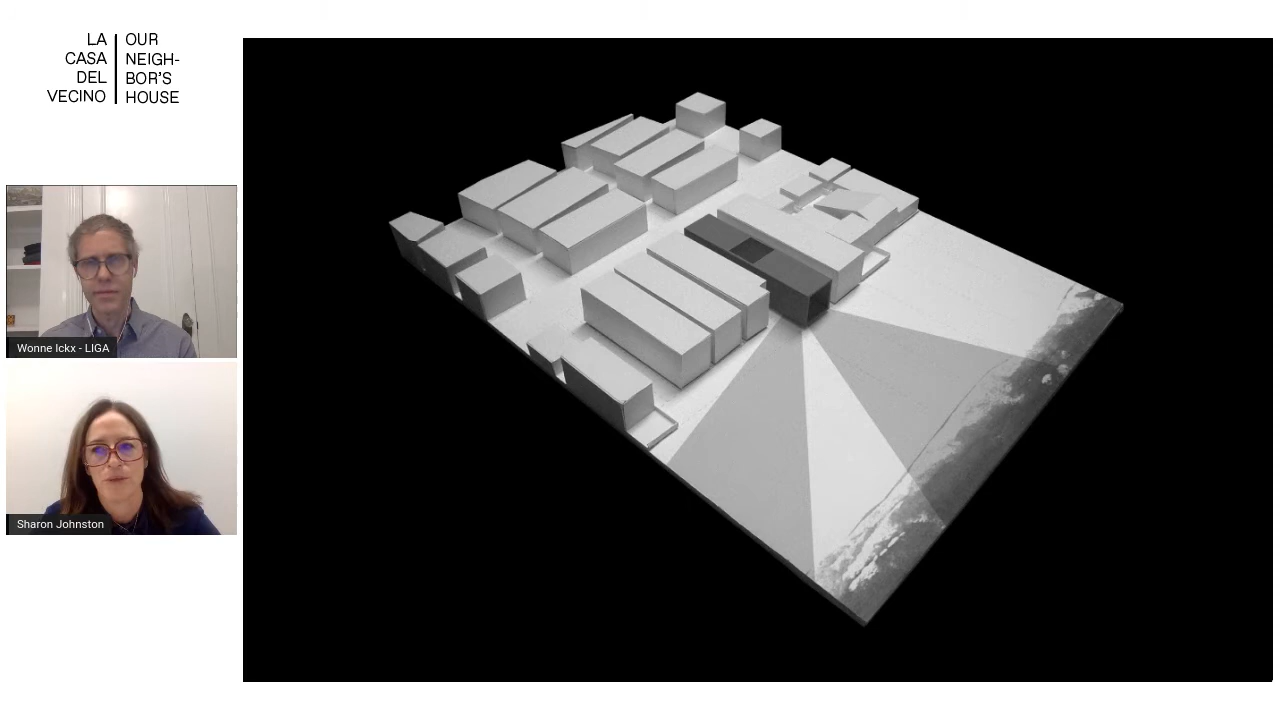 LA
CASA
DEL
VECINO
OUR
NEIGH-
BOR'S
HOUSE
Wonne Ickx - LIGA
Sharon Johnston